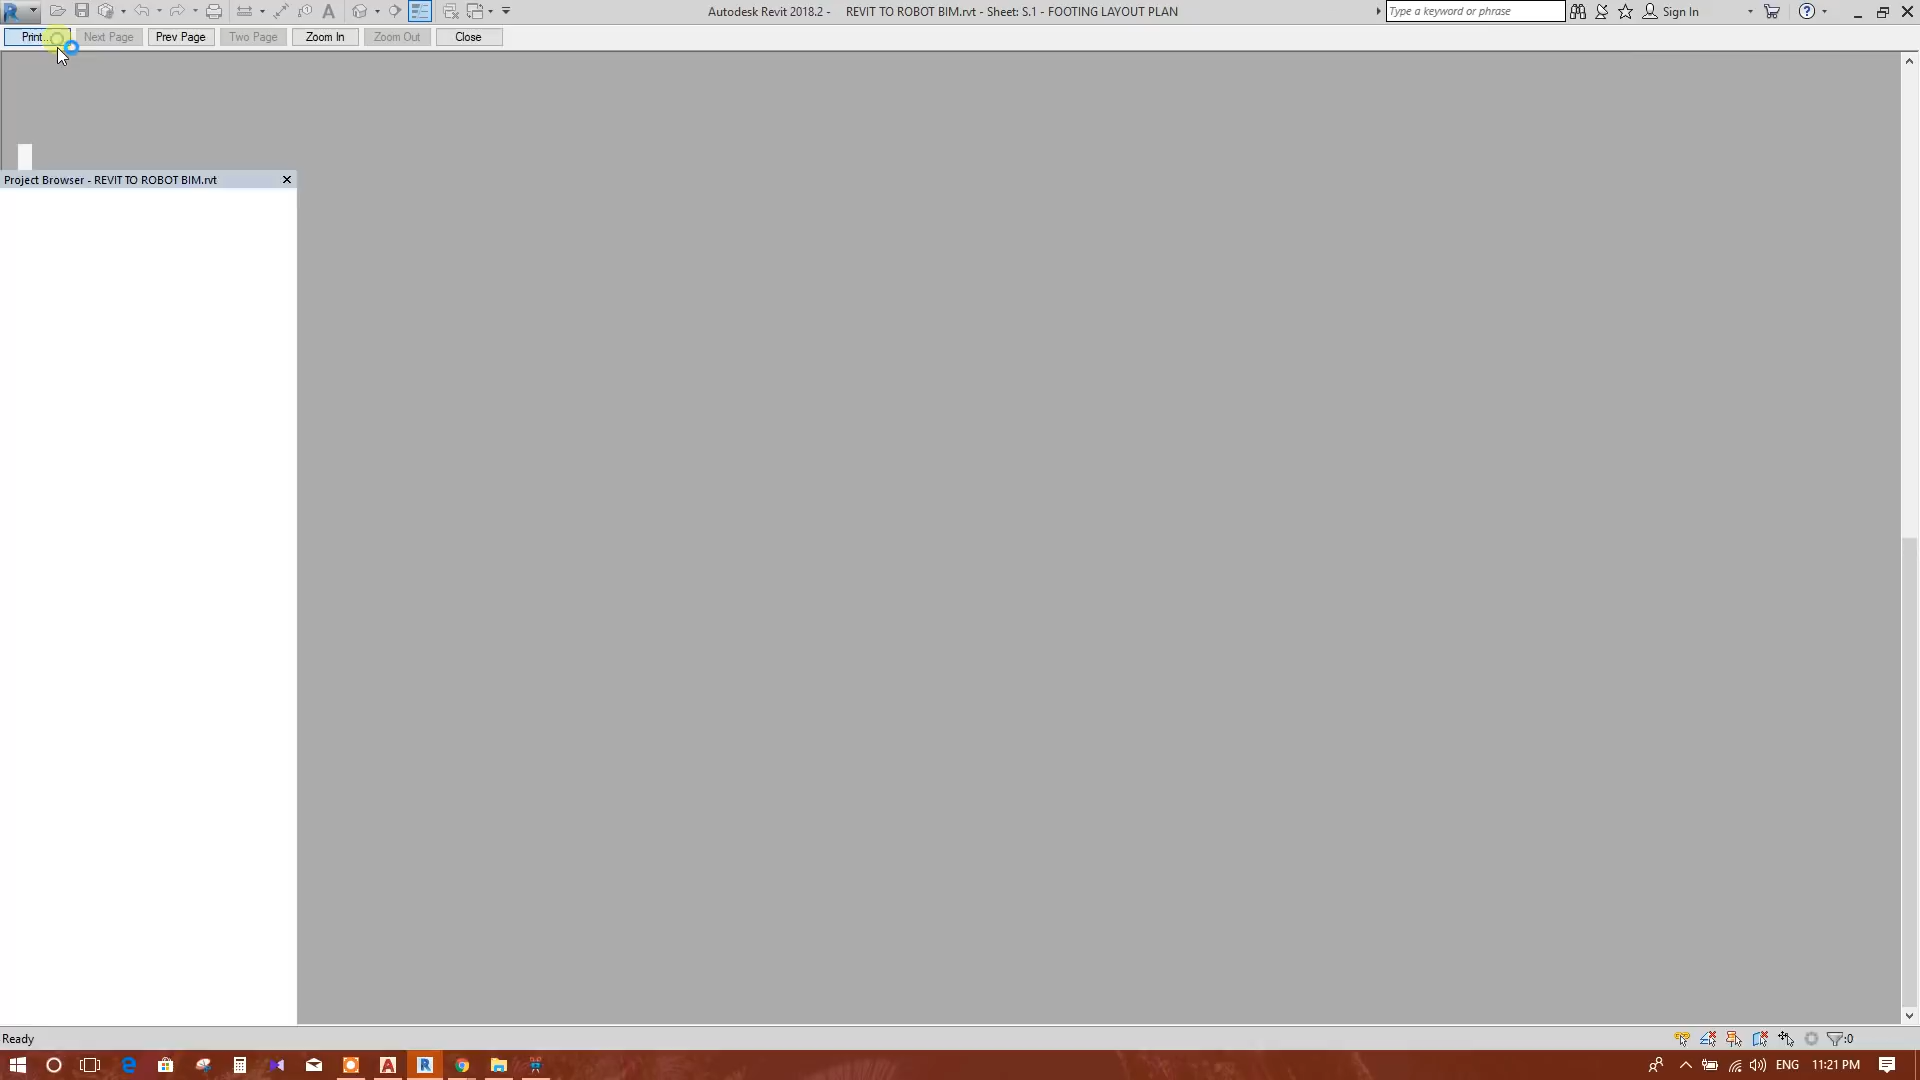 Autodesk Revit 2018.2 - REVIT TO ROBOT BIM.rvt - Sheet: S.1 - FOOTING LAYOUT PLAN
Type a keyword or phrase
Sign In
Print...
Next Page
Prev Page
Two Page
Zoom In
Zoom Out
Close
Project Browser - REVIT TO ROBOT BIM.rvt
Ready
:0
ENG
11:21 PM